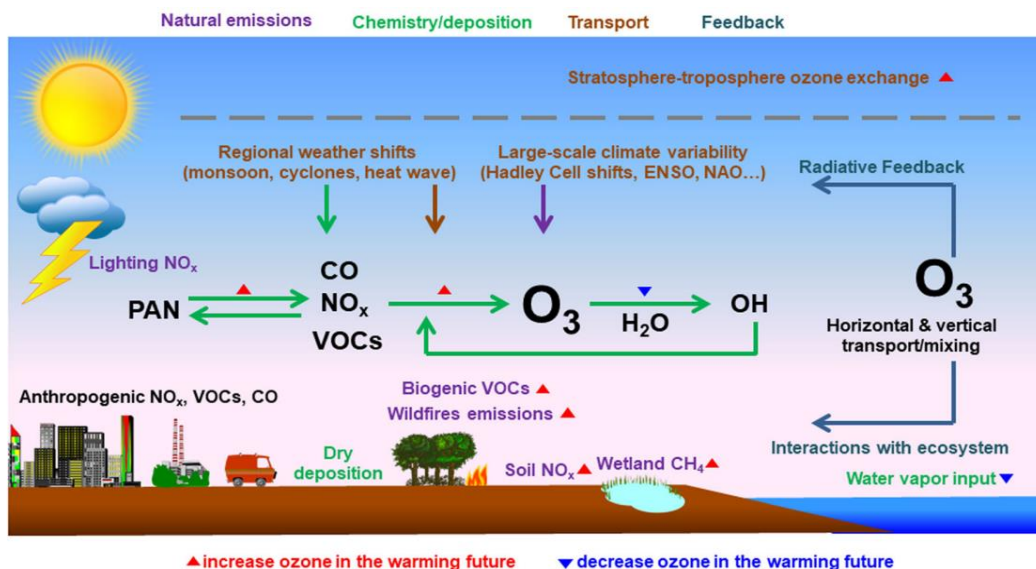 Natural emissions Chemistry/deposition Transport Feedback
Stratosphere-troposphere ozone exchange ▲
Regional weather shifts
(monsoon, cyclones, heat wave)
Large-scale climate variability
(Hadley Cell shifts, ENSO, NAO…)
Radiative Feedback
Lighting NOₓ
PAN
CO
NOₓ
VOCs
O₃
H₂O
OH
O₃
Horizontal & vertical
transport/mixing
Anthropogenic NOₓ, VOCs, CO
Biogenic VOCs ▲
Wildfires emissions ▲
Dry
deposition
Soil NOₓ ▲
Wetland CH₄ ▲
Interactions with ecosystem
Water vapor input ▼
▲ increase ozone in the warming future ▼ decrease ozone in the warming future